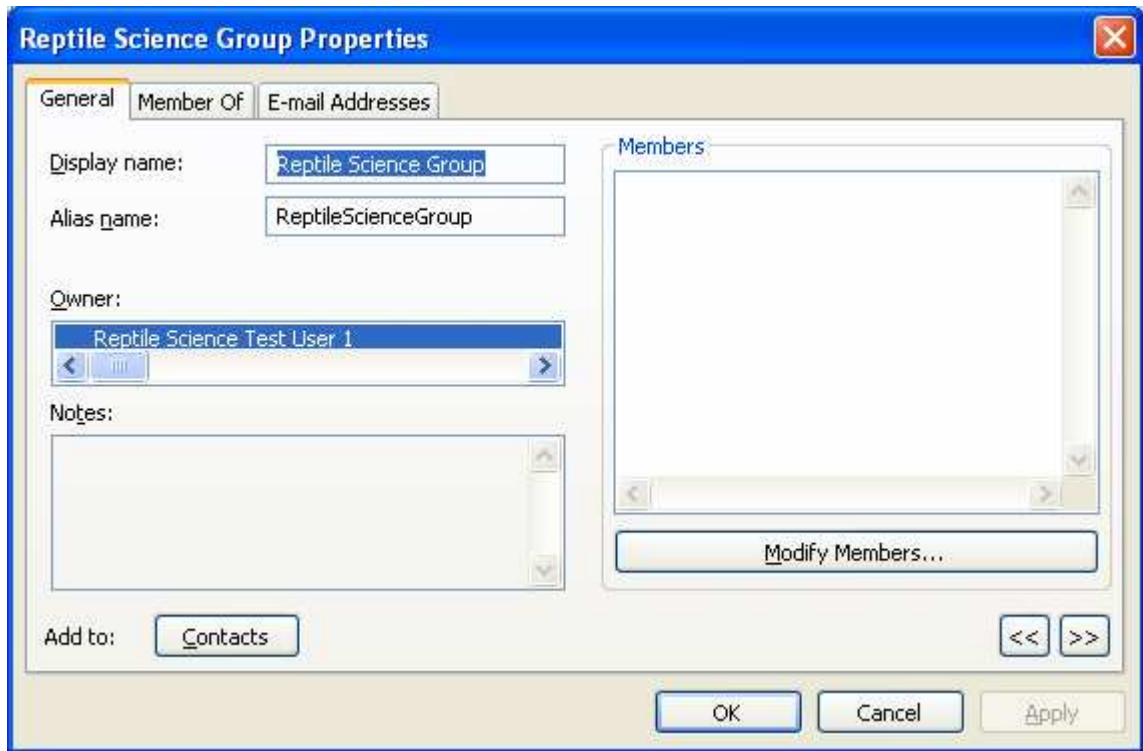 Reptile Science Group Properties
General Member Of E-mail Addresses
Display name: Reptile Science Group
Alias name: ReptileScienceGroup
Owner:
Reptile Science Test User 1
Notes:
Members
Modify Members...
Add to: Contacts << >>
OK Cancel Apply